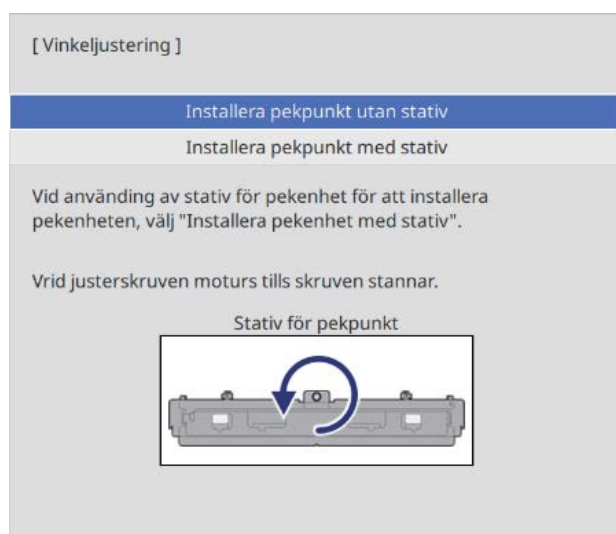 [ Vinkeljustering ]
Installera pekpunkt utan stativ
Installera pekpunkt med stativ
Vid använding av stativ för pekenhet för att installera
pekenheten, välj "Installera pekenhet med stativ".
Vrid justerskruven moturs tills skruven stannar.
Stativ för pekpunkt